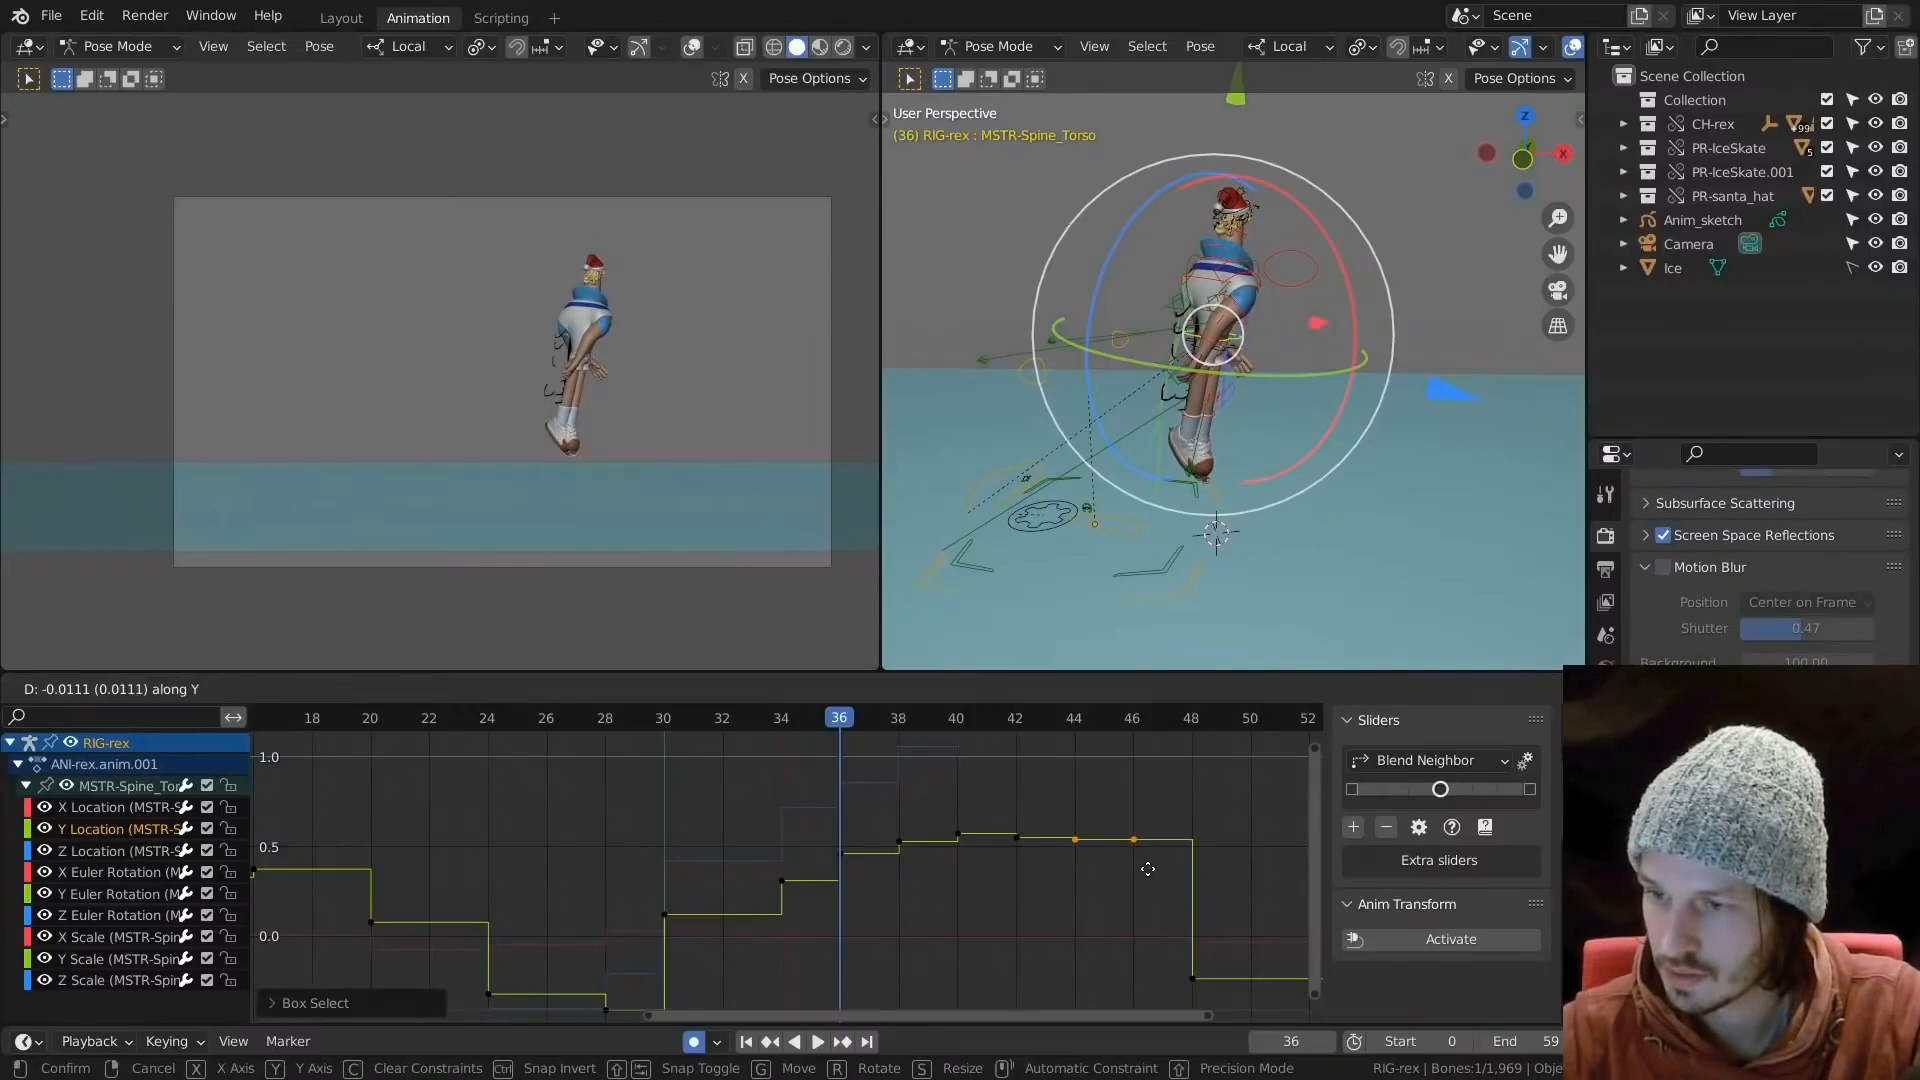 File Edit Render Window Help Layout Animation Scripting + Scene View Layer
Pose Mode View Select Pose Local Pose Mode View Select Pose Local
X Pose Options X Pose Options
User Perspective
(36) RIG-rex : MSTR-Spine_Torso
Z
X
Scene Collection
Collection
CH-rex +99
PR-IceSkate 5
PR-IceSkate.001
PR-santa_hat
Anim_sketch
Camera
Ice
Subsurface Scattering
Screen Space Reflections
Motion Blur
Position Center on Frame
Shutter 0.47
Background 100.00
D: -0.0111 (0.0111) along Y
18 20 22 24 26 28 30 32 34 36 38 40 42 44 46 48 50 52
1.0
0.5
0.0
RIG-rex
ANI-rex.anim.001
MSTR-Spine_Tor
X Location (MSTR-S
Y Location (MSTR-S
Z Location (MSTR-S
X Euler Rotation (M
Y Euler Rotation (M
Z Euler Rotation (M
X Scale (MSTR-Spin
Y Scale (MSTR-Spin
Z Scale (MSTR-Spin
Box Select
Sliders
Blend Neighbor
Extra sliders
Anim Transform
Activate
Playback Keying View Marker 36 Start 0 End 59
Confirm Cancel X X Axis Y Y Axis C Clear Constraints Ctrl Snap Invert Snap Toggle G Move R Rotate S Resize Automatic Constraint Precision Mode RIG-rex | Bones:1/1,969 | Obje